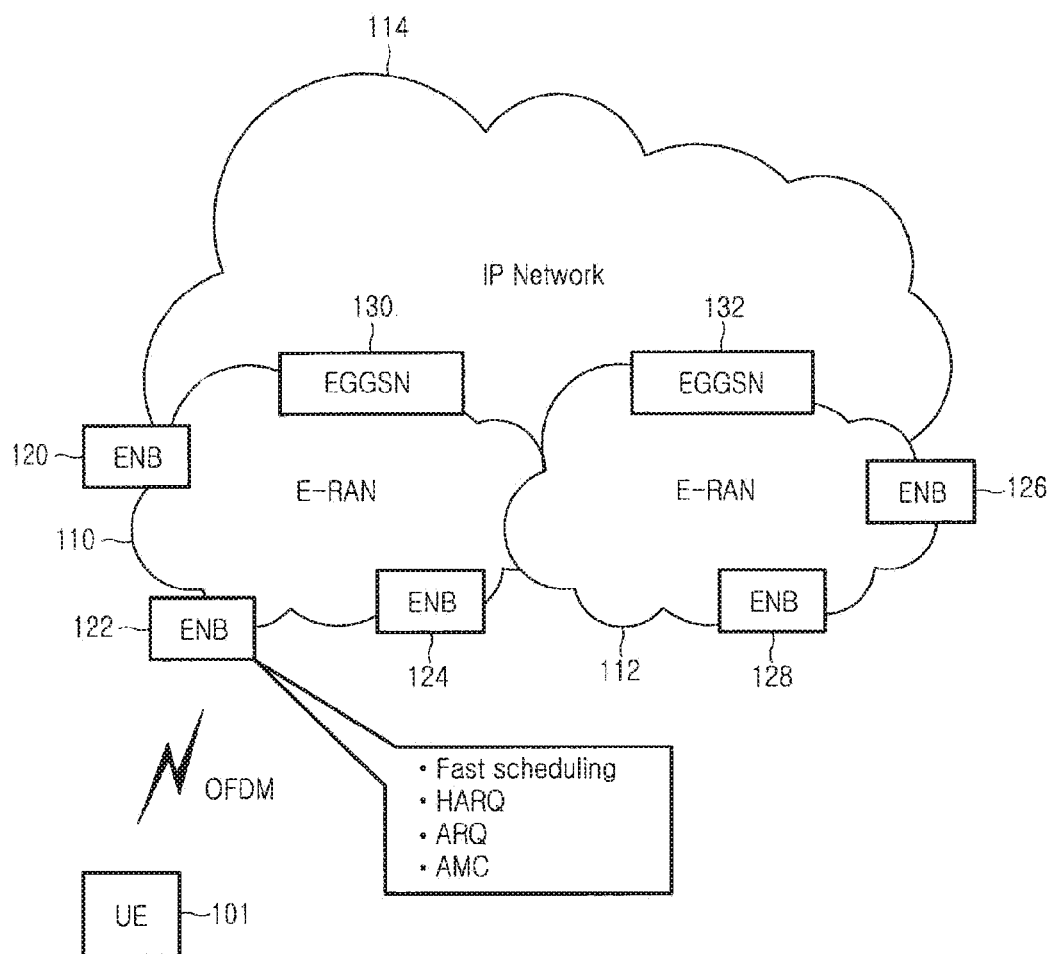 114
IP Network
130
132
EGGSN
EGGSN
120
ENB
E-RAN
E-RAN
ENB
126
110
122
ENB
ENB
ENB
124
112
128
OFDM
• Fast scheduling
• HARQ
• ARQ
• AMC
UE
101